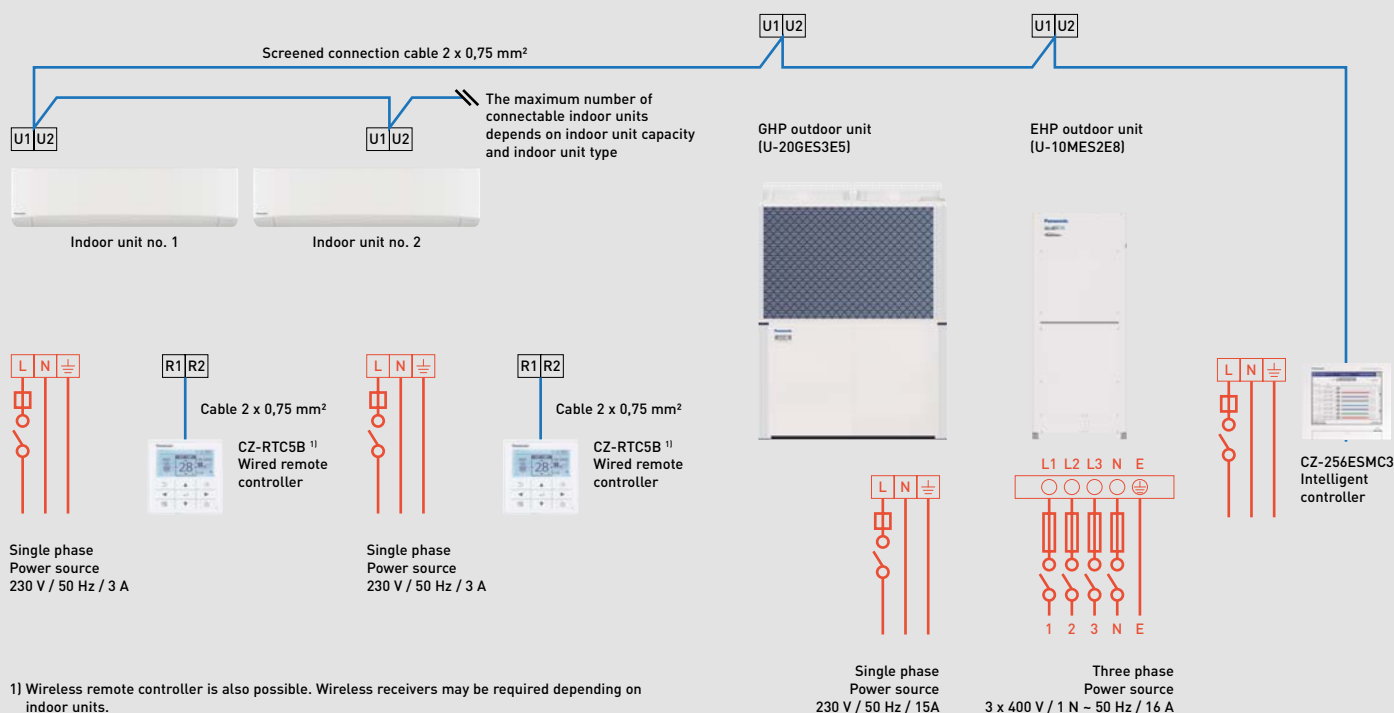 U1 U2
U1 U2
Screened connection cable 2 x 0,75 mm²
The maximum number of
connectable indoor units
depends on indoor unit capacity
and indoor unit type
U1 U2
U1 U2
GHP outdoor unit
(U-20GES3E5)
EHP outdoor unit
(U-10MES2E8)
Indoor unit no. 1
Indoor unit no. 2
Panasonic
Panasonic
L N
R1 R2
L N
R1 R2
L N
Cable 2 x 0,75 mm²
Cable 2 x 0,75 mm²
CZ-RTC5B 1)
Wired remote
controller
CZ-RTC5B 1)
Wired remote
controller
28
28
CZ-256ESMC3
Intelligent
controller
L N
L1 L2 L3 N E
1 2 3 N E
Single phase
Power source
230 V / 50 Hz / 3 A
Single phase
Power source
230 V / 50 Hz / 3 A
Single phase
Power source
230 V / 50 Hz / 15A
Three phase
Power source
3 x 400 V / 1 N ~ 50 Hz / 16 A
1) Wireless remote controller is also possible. Wireless receivers may be required depending on
indoor units.